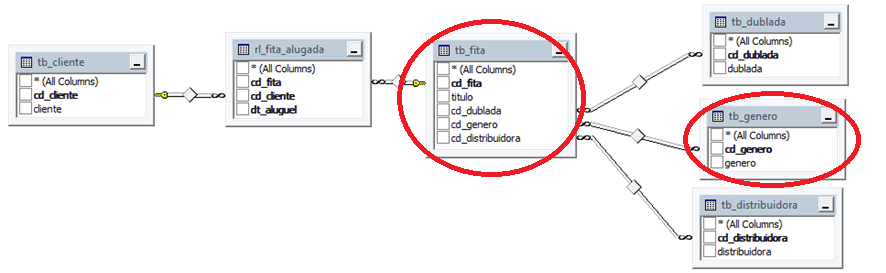 tb_cliente
* (All Columns)
cd_cliente
cliente
rl_fita_alugada
* (All Columns)
cd_fita
cd_cliente
dt_aluguel
tb_fita
* (All Columns)
cd_fita
titulo
cd_dublada
cd_genero
cd_distribuidora
tb_dublada
* (All Columns)
cd_dublada
dublada
tb_genero
* (All Columns)
cd_genero
genero
tb_distribuidora
* (All Columns)
cd_distribuidora
distribuidora